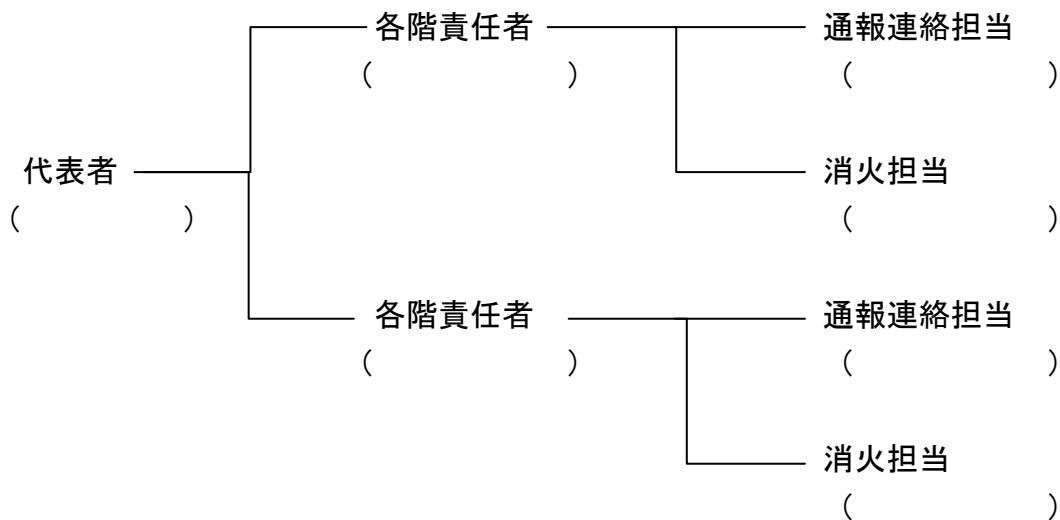 各階責任者 通報連絡担当
(　　　　) (　　　　)
代表者 消火担当
(　　　　) (　　　　)
各階責任者 通報連絡担当
(　　　　) (　　　　)
消火担当
(　　　　)